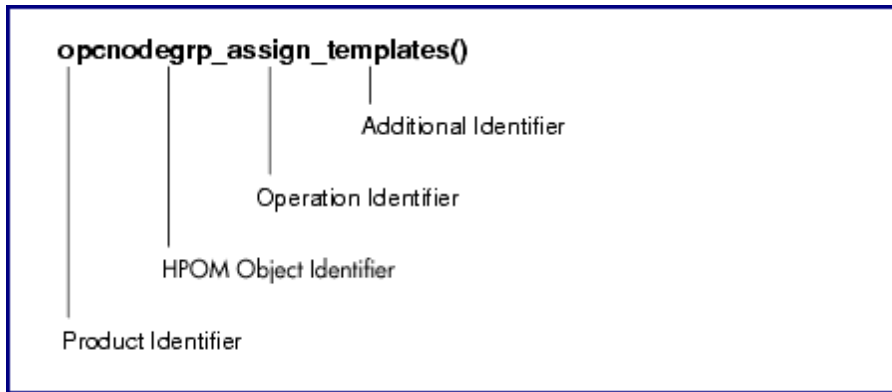 opcnodegrp_assign_templates()
Additional Identifier
Operation Identifier
HPOM Object Identifier
Product Identifier